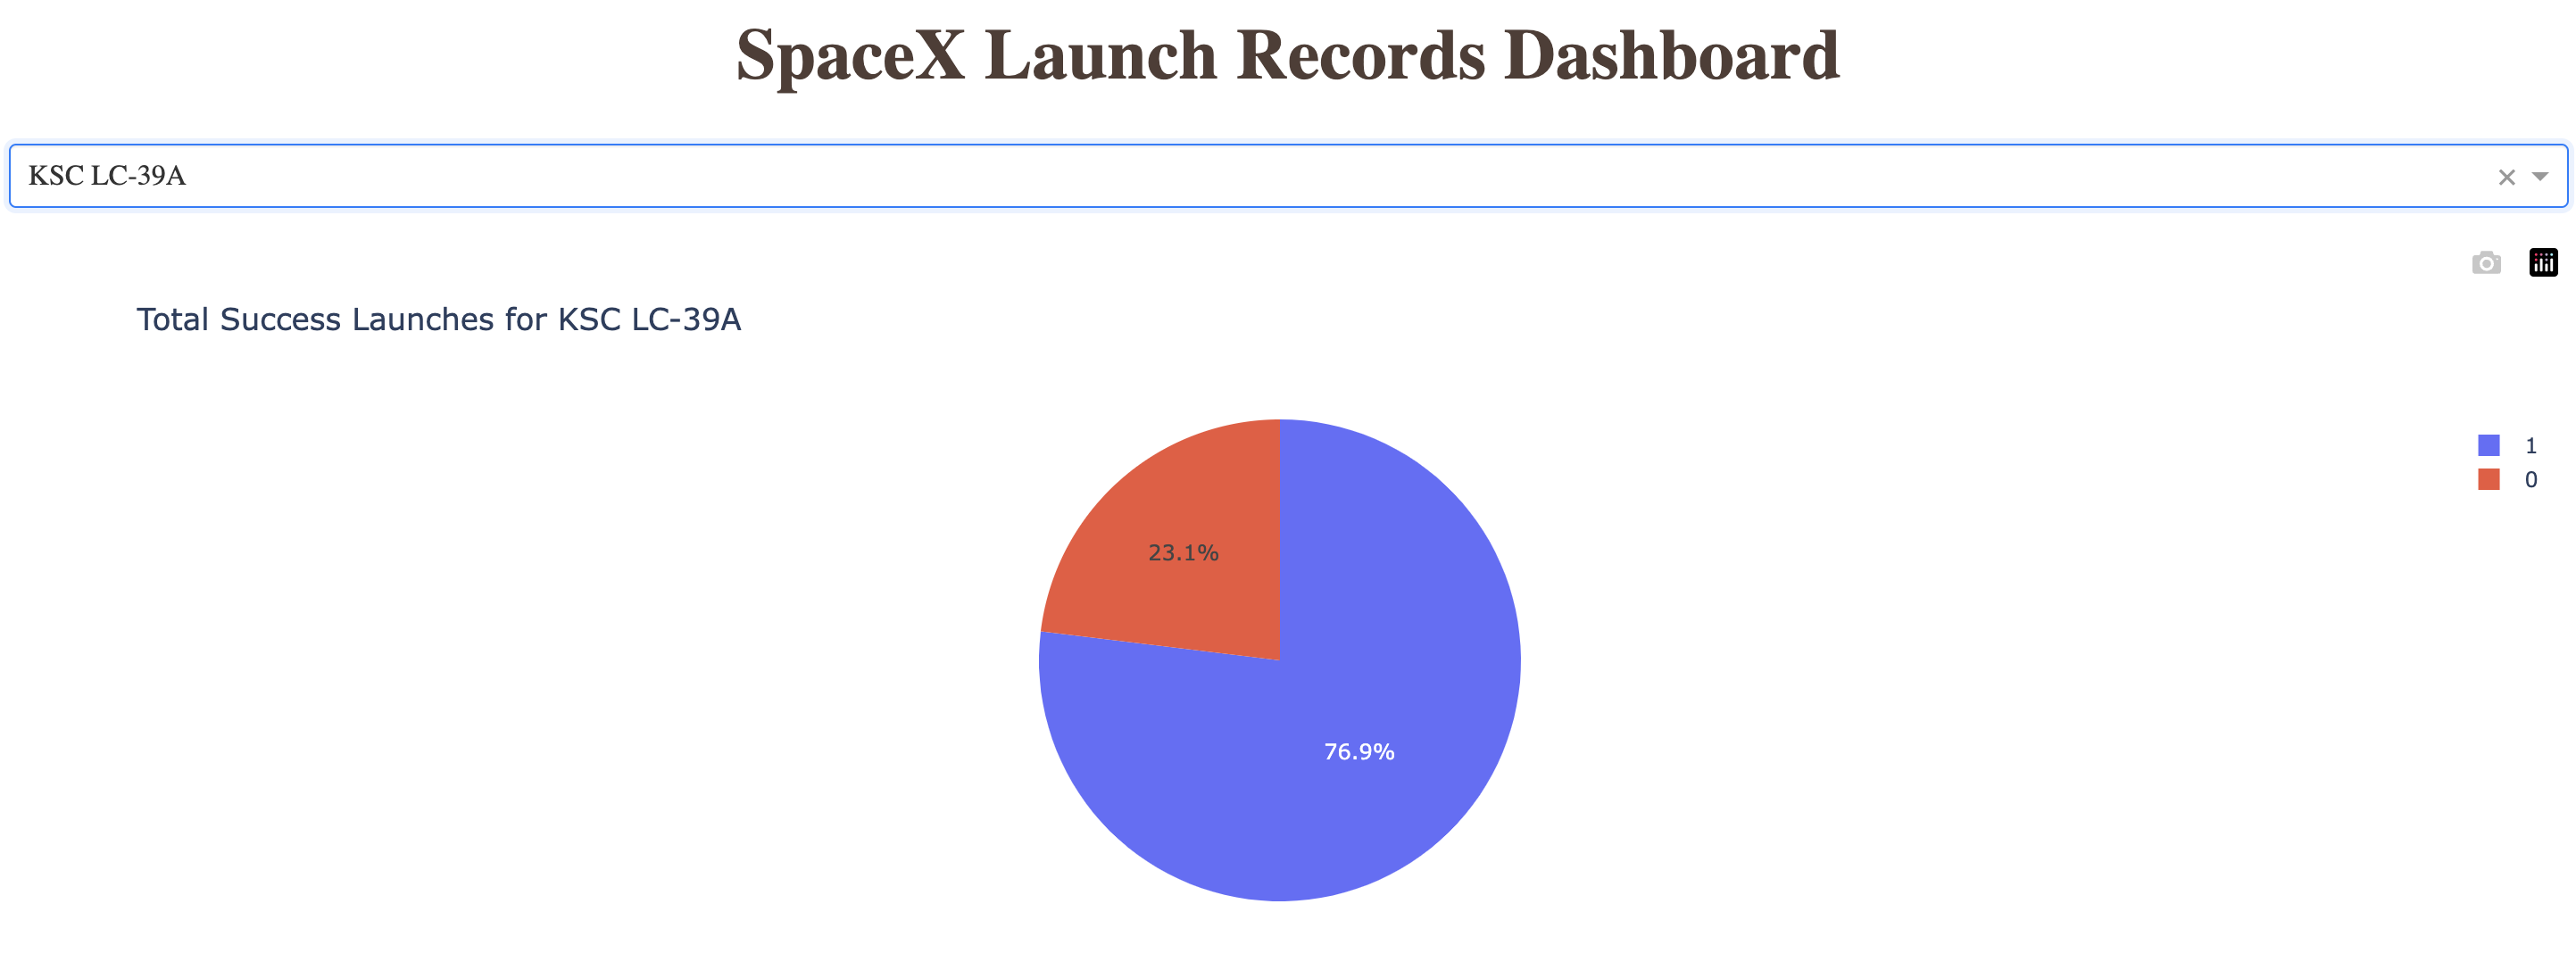 SpaceX Launch Records Dashboard
KSC LC-39A
Total Success Launches for KSC LC-39A
1
0
23.1%
76.9%